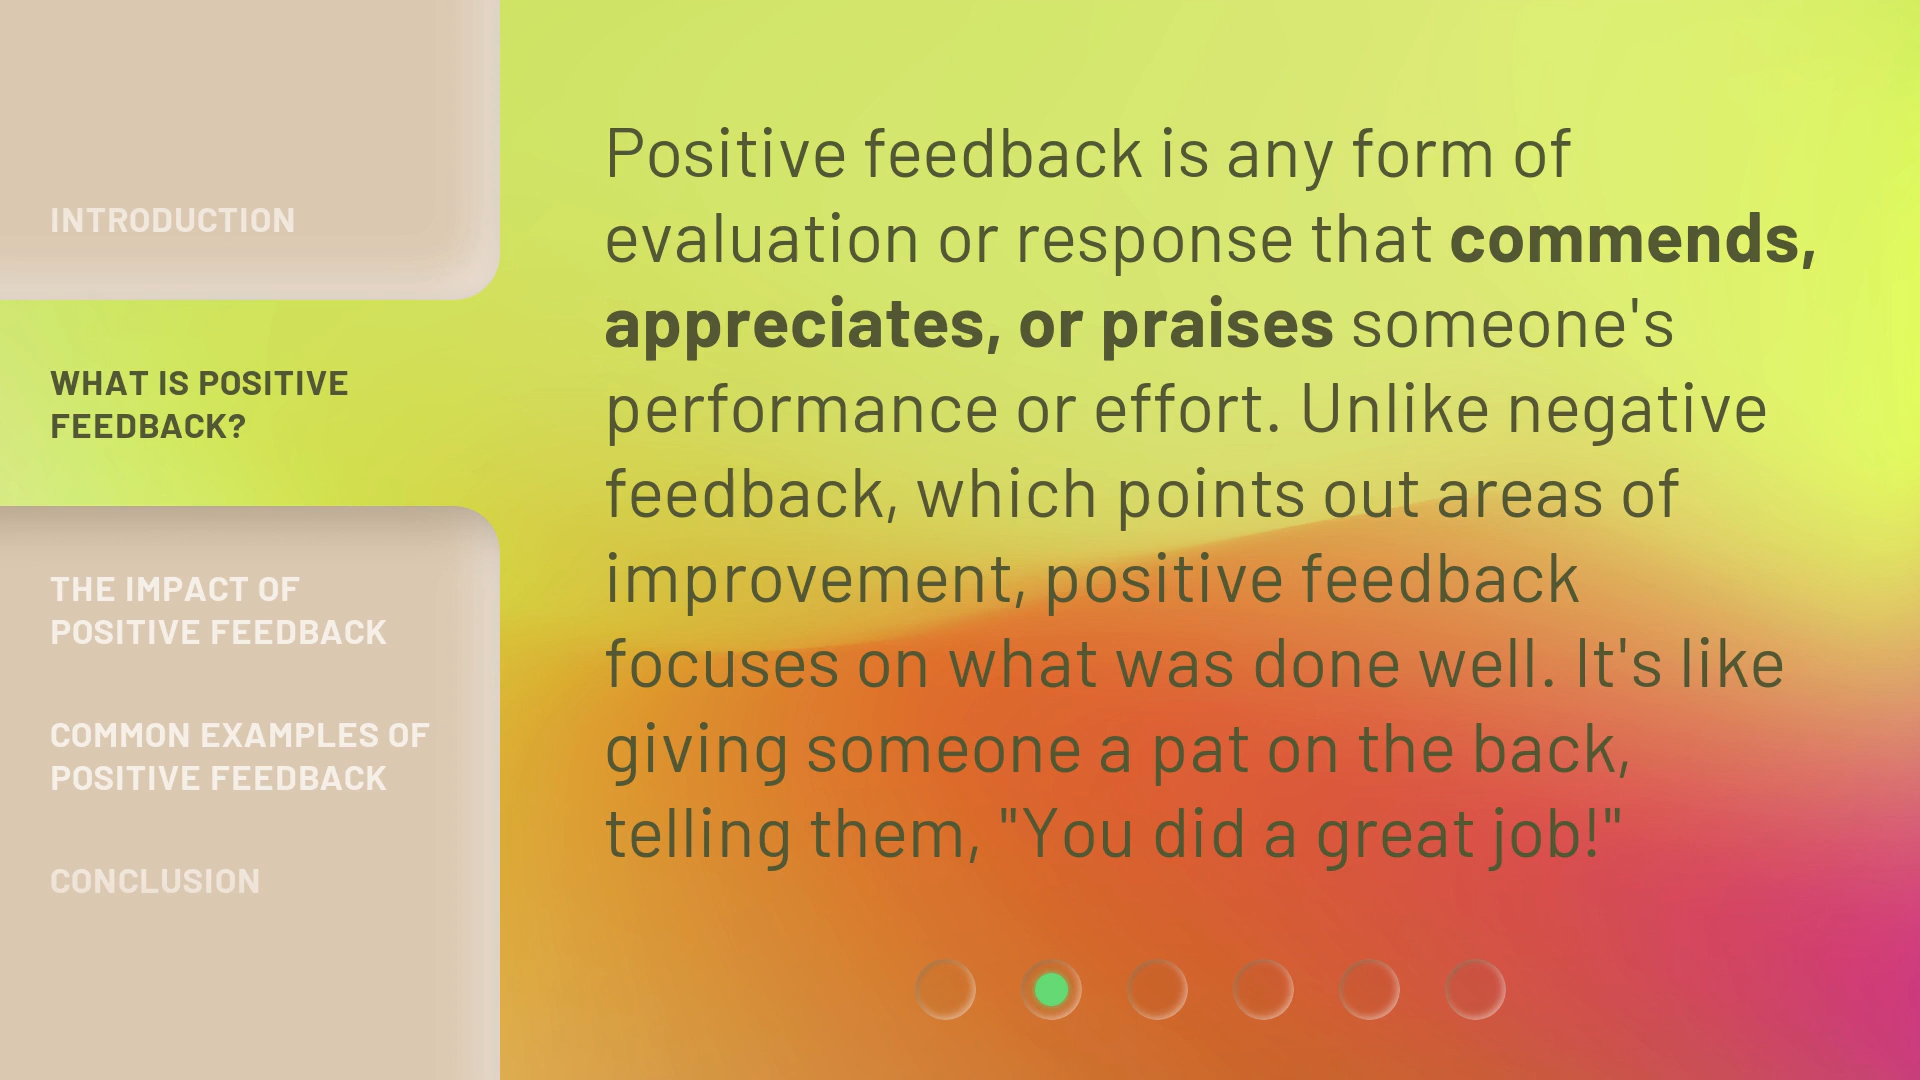 INTRODUCTION
WHAT IS POSITIVE
FEEDBACK?
THE IMPACT OF
POSITIVE FEEDBACK
COMMON EXAMPLES OF
POSITIVE FEEDBACK
CONCLUSION
Positive feedback is any form of
evaluation or response that commends,
appreciates, or praises someone's
performance or effort. Unlike negative
feedback, which points out areas of
improvement, positive feedback
focuses on what was done well. It's like
giving someone a pat on the back,
telling them, "You did a great job!"